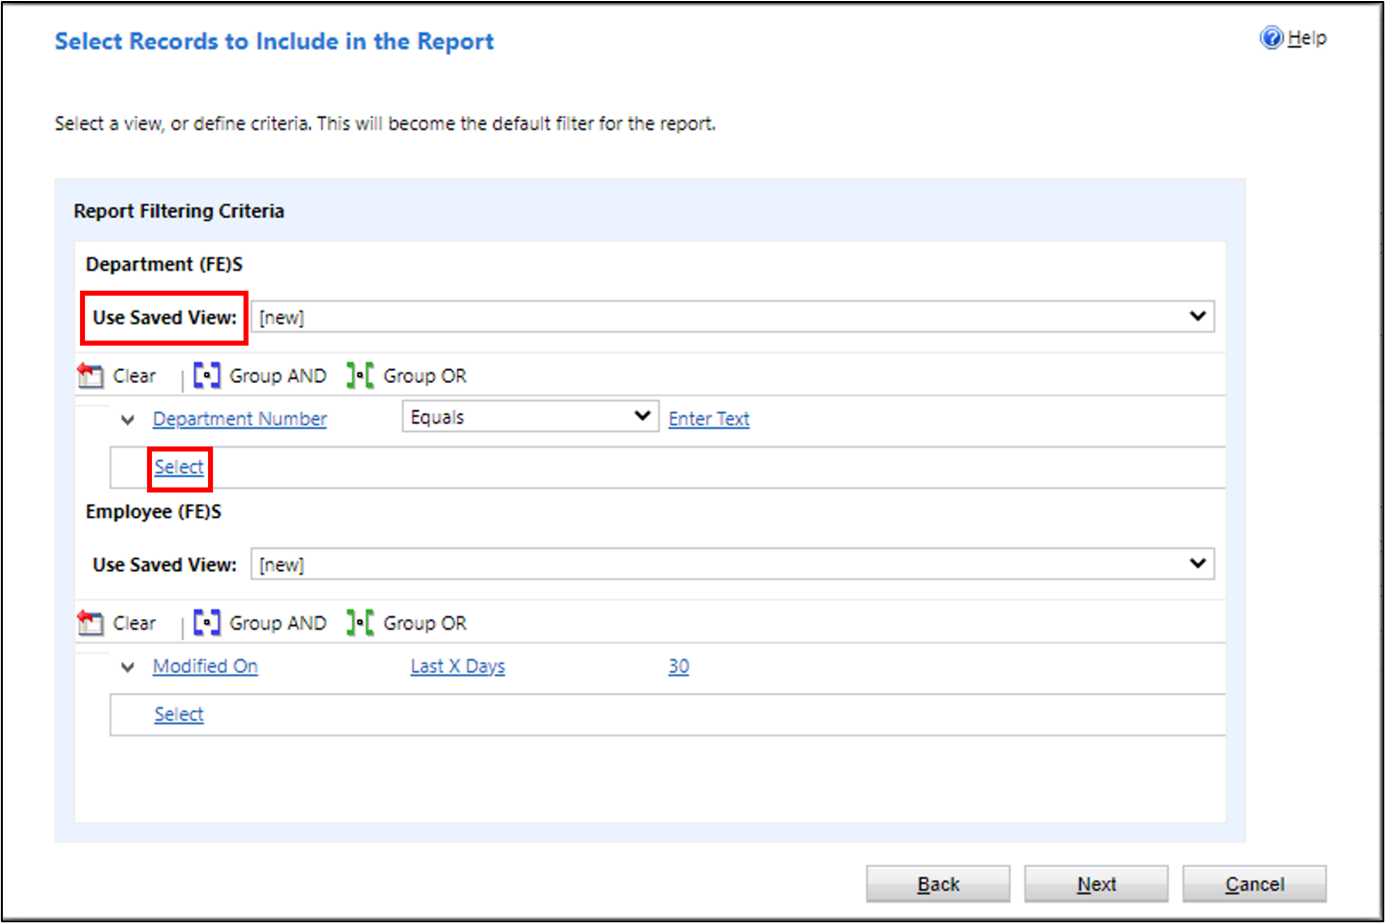 Select Records to Include in the Report
Help
Select a view, or define criteria. This will become the default filter for the report.
Report Filtering Criteria
Department (FE)S
Use Saved View: [new]
Clear | Group AND Group OR
Department Number Equals Enter Text
Select
Employee (FE)S
Use Saved View: [new]
Clear | Group AND Group OR
Modified On Last X Days 30
Select
Back Next Cancel